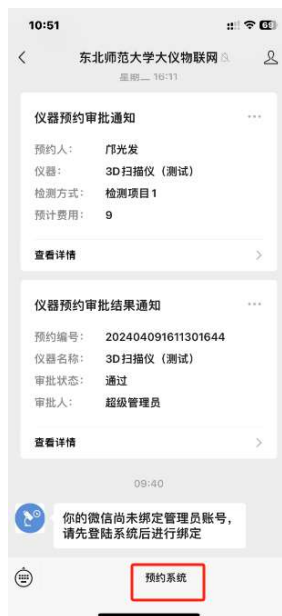 10:51
69
东北师范大学大仪物联网
星期二 16:11
仪器预约审批通知
预约人： 邝光发
仪器： 3D扫描仪（测试）
检测方式： 检测项目1
预计费用： 9
查看详情
仪器预约审批结果通知
预约编号： 202404091611301644
仪器名称： 3D扫描仪（测试）
审批状态： 通过
审批人： 超级管理员
查看详情
09:40
你的微信尚未绑定管理员账号，
请先登陆系统后进行绑定
预约系统